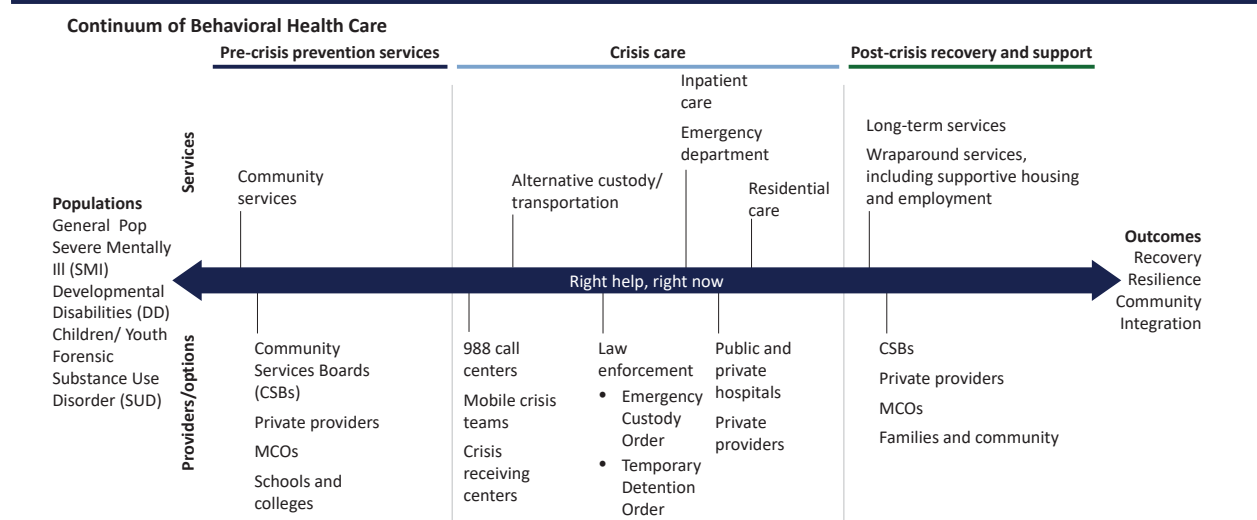 Continuum of Behavioral Health Care
Pre-crisis prevention services
Crisis care
Post-crisis recovery and support
Services
Community
services
Alternative custody/
transportation
Inpatient
care
Emergency
department
Residential
care
Long-term services
Wraparound services,
including supportive housing
and employment
Populations
General Pop
Severe Mentally
Ill (SMI)
Developmental
Disabilities (DD)
Children/ Youth
Forensic
Substance Use
Disorder (SUD)
Right help, right now
Outcomes
Recovery
Resilience
Community
Integration
Providers/options
Community
Services Boards
(CSBs)
Private providers
MCOs
Schools and
colleges
988 call
centers
Mobile crisis
teams
Crisis
receiving
centers
Law
enforcement
• Emergency
Custody
Order
• Temporary
Detention
Order
Public and
private
hospitals
Private
providers
CSBs
Private providers
MCOs
Families and community